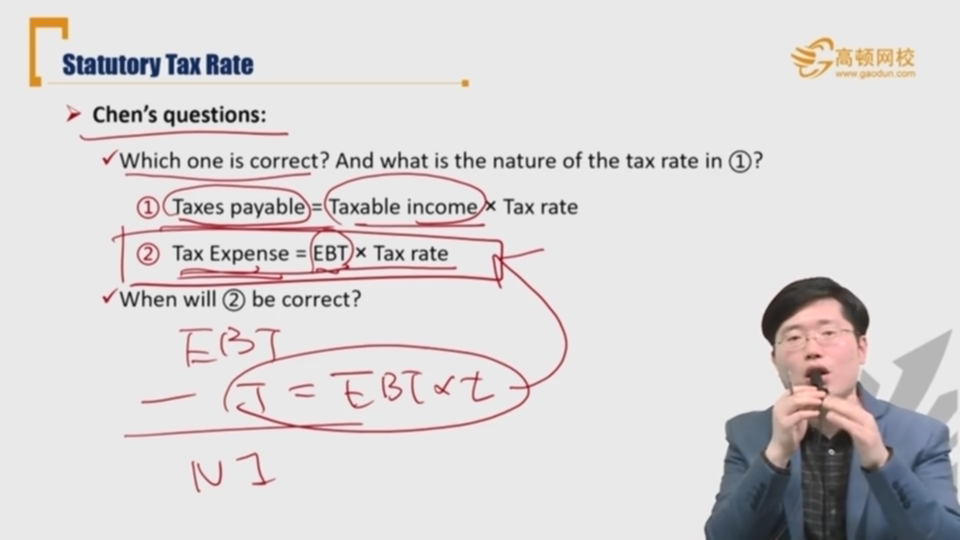 Statutory Tax Rate
高顿网校
www.gaodun.com
➤ Chen's questions:
✓Which one is correct? And what is the nature of the tax rate in ①?
① Taxes payable = Taxable income × Tax rate
② Tax Expense = EBT × Tax rate
✓When will ② be correct?
EBT
— T = EBT × t
NI